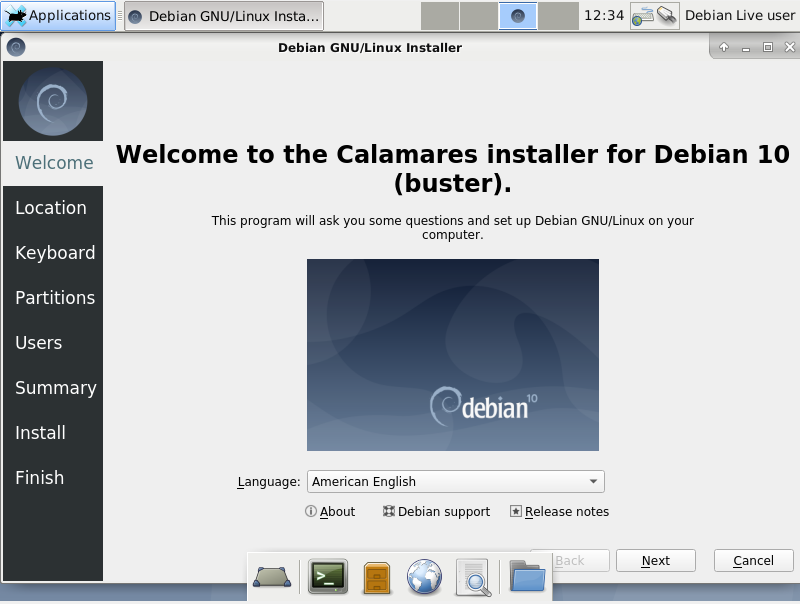 Applications
Debian GNU/Linux Insta...
12:34
Debian Live user
Debian GNU/Linux Installer
Welcome
Location
Keyboard
Partitions
Users
Summary
Install
Finish
Welcome to the Calamares installer for Debian 10
(buster).
This program will ask you some questions and set up Debian GNU/Linux on your
computer.
debian 10
Language: American English
About Debian support Release notes
Back Next Cancel